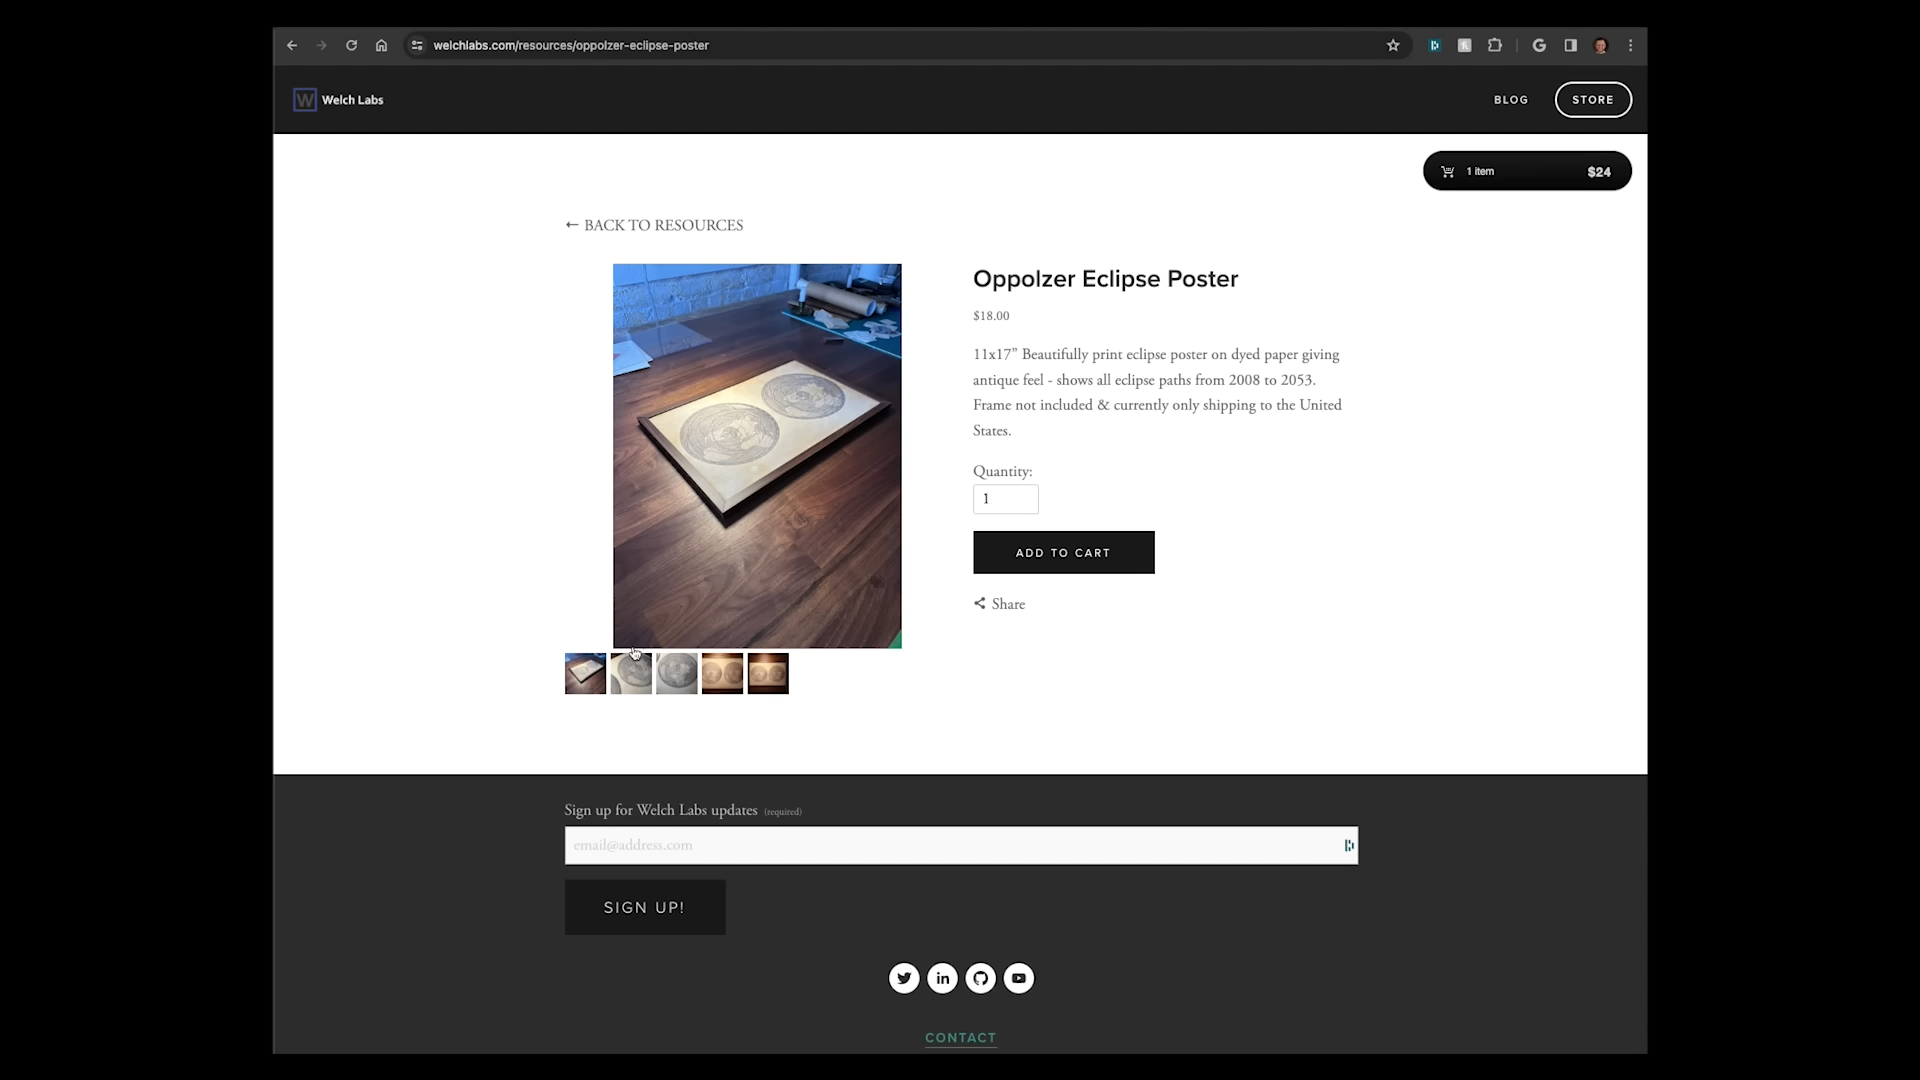 welchlabs.com/resources/oppolzer-eclipse-poster
W Welch Labs
BLOG
STORE
1 item
$24
← BACK TO RESOURCES
Oppolzer Eclipse Poster
$18.00
11x17” Beautifully print eclipse poster on dyed paper giving
antique feel - shows all eclipse paths from 2008 to 2053.
Frame not included & currently only shipping to the United
States.
Quantity:
1
ADD TO CART
Share
Sign up for Welch Labs updates (required)
email@address.com
SIGN UP!
CONTACT